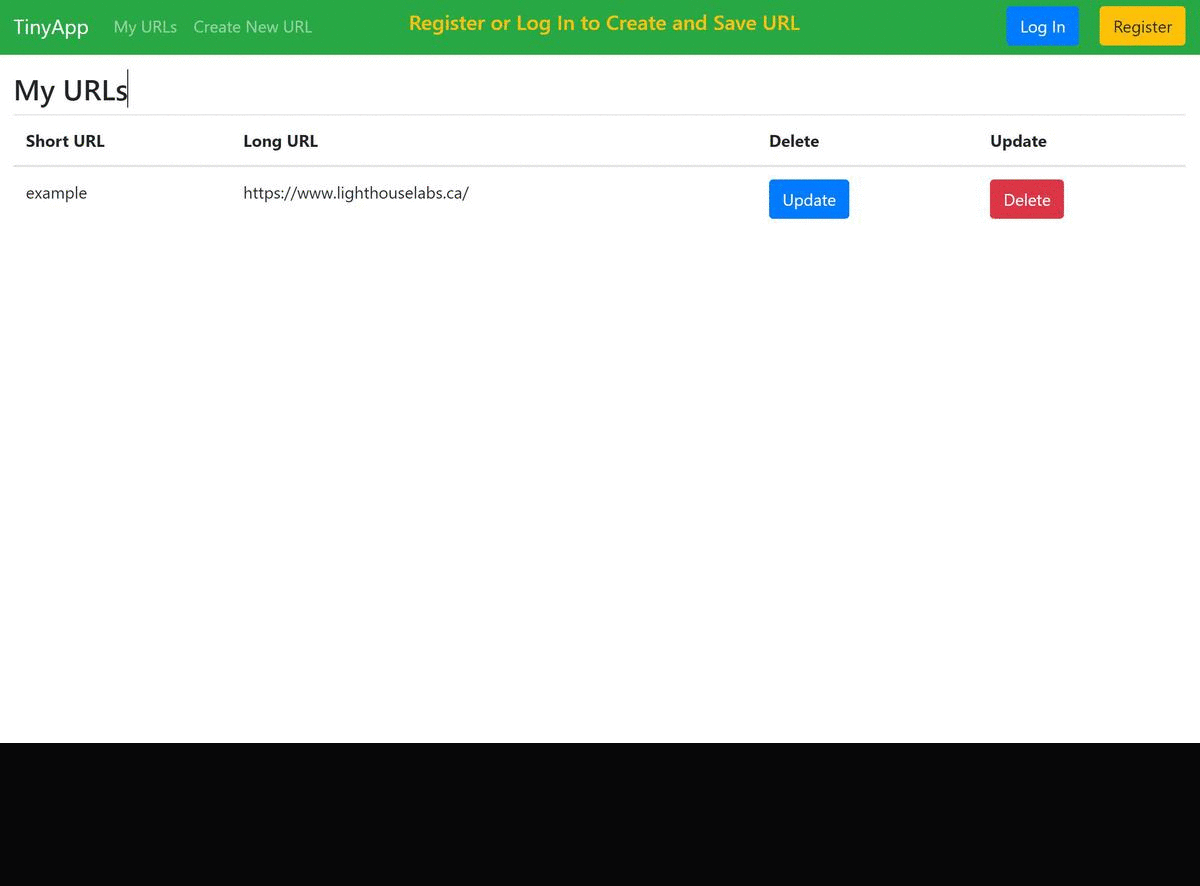 TinyApp My URLs Create New URL Register or Log In to Create and Save URL Log In Register
My URLs
Short URL Long URL Delete Update
example https://www.lighthouselabs.ca/ Update Delete